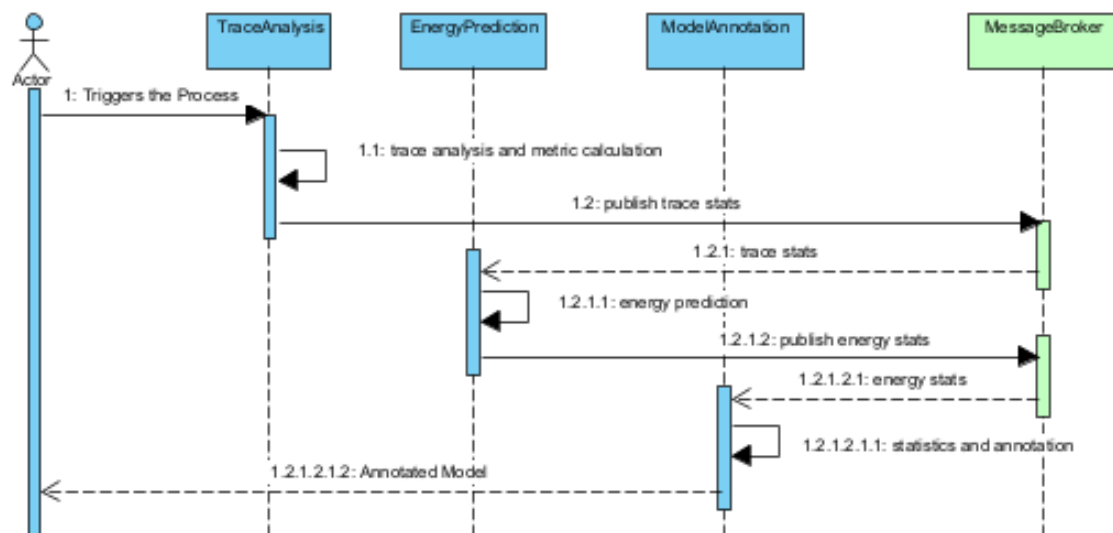 TraceAnalysis
EnergyPrediction
ModelAnnotation
MessageBroker
Actor
1: Triggers the Process
1.1: trace analysis and metric calculation
1.2: publish trace stats
1.2.1: trace stats
1.2.1.1: energy prediction
1.2.1.2: publish energy stats
1.2.1.2.1: energy stats
1.2.1.2.1.1: statistics and annotation
1.2.1.2.1.2: Annotated Model